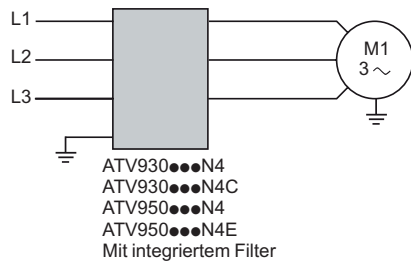 L1
L2
L3
M1
3 ~
ATV930●●●N4
ATV930●●●N4C
ATV950●●●N4
ATV950●●●N4E
Mit integriertem Filter